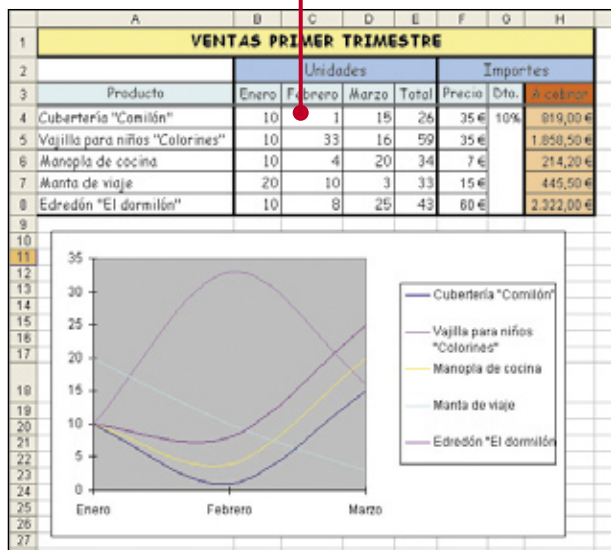 A B C D E F G H
1 VENTAS PRIMER TRIMESTRE
2 Unidades Importes
3 Producto Enero Febrero Marzo Total Precio Dto. A cobrar
4 Cubertería "Comilón" 10 1 15 26 35 € 10% 819,00 €
5 Vajilla para niños "Colorines" 10 33 16 59 35 € 1.858,50 €
6 Manopla de cocina 10 4 20 34 7 € 214,20 €
7 Manta de viaje 20 10 3 33 15 € 445,50 €
8 Edredón "El dormilón" 10 8 25 43 60 € 2.322,00 €
9
10
11
12
13
14
15
16
17
18
19
20
21
22
23
24
25
26
27
35
30
25
20
15
10
5
0
Enero Febrero Marzo
Cubertería "Comilón"
Vajilla para niños
"Colorines"
Manopla de cocina
Manta de viaje
Edredón "El dormilón